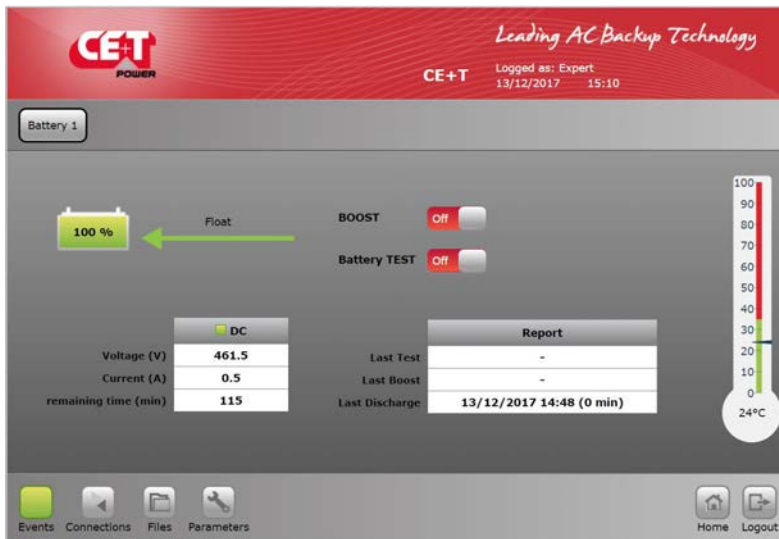 CE+T
POWER
Leading AC Backup Technology
CE+T
Logged as: Expert
13/12/2017 15:10
Battery 1
100 %
Float
BOOST
Off
Battery TEST
Off
DC
Voltage (V) 461.5
Current (A) 0.5
remaining time (min) 115
Report
Last Test -
Last Boost -
Last Discharge 13/12/2017 14:48 (0 min)
100
90
80
70
60
50
40
30
20
10
0
24°C
Events
Connections
Files
Parameters
Home
Logout